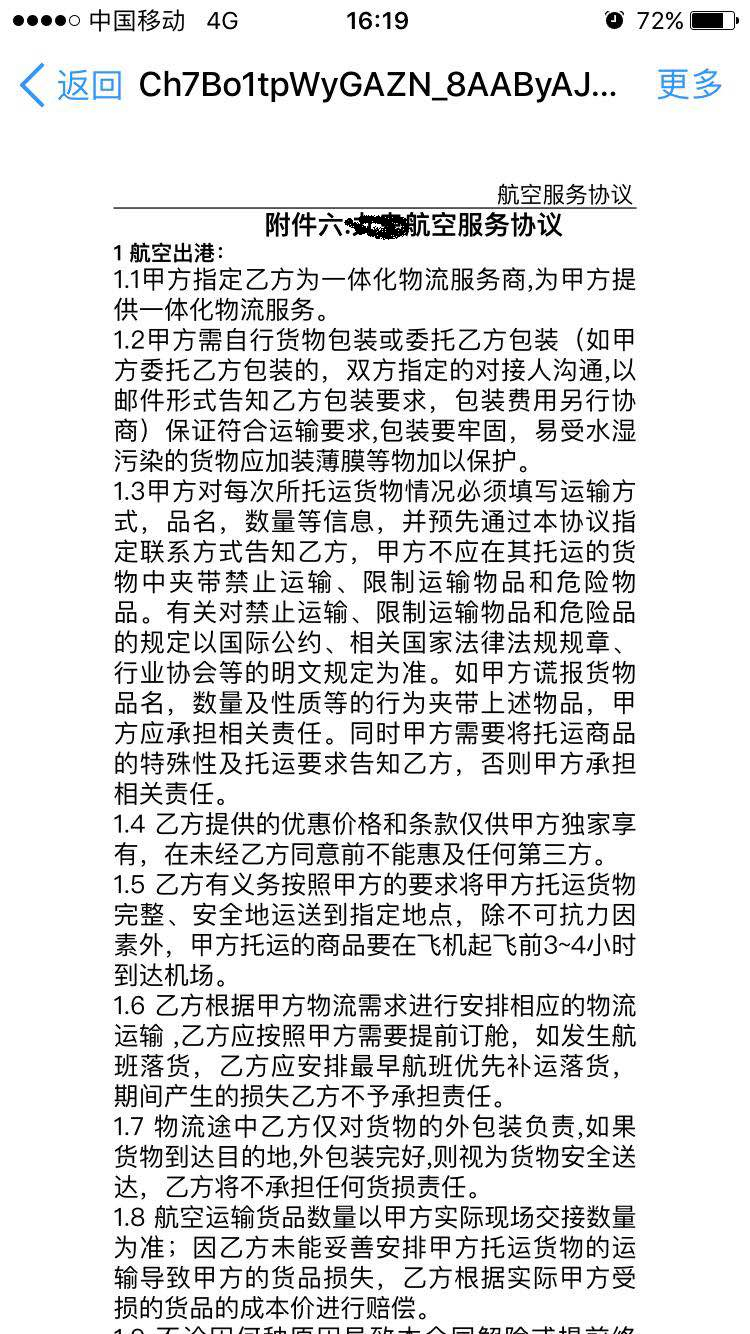 中国移动 4G 16:19 72%
返回 Ch7Bo1tpWyGAZN_8AAByAJ... 更多
航空服务协议
附件六:航空服务协议
1 航空出港：
1.1甲方指定乙方为一体化物流服务商,为甲方提
供一体化物流服务。
1.2甲方需自行货物包装或委托乙方包装（如甲
方委托乙方包装的，双方指定的对接人沟通,以
邮件形式告知乙方包装要求，包装费用另行协
商）保证符合运输要求,包装要牢固，易受水湿
污染的货物应加装薄膜等物加以保护。
1.3甲方对每次所托运货物情况必须填写运输方
式，品名，数量等信息，并预先通过本协议指
定联系方式告知乙方，甲方不应在其托运的货
物中夹带禁止运输、限制运输物品和危险物
品。有关对禁止运输、限制运输物品和危险品
的规定以国际公约、相关国家法律法规规章、
行业协会等的明文规定为准。如甲方谎报货物
品名，数量及性质等的行为夹带上述物品，甲
方应承担相关责任。同时甲方需要将托运商品
的特殊性及托运要求告知乙方，否则甲方承担
相关责任。
1.4 乙方提供的优惠价格和条款仅供甲方独家享
有，在未经乙方同意前不能惠及任何第三方。
1.5 乙方有义务按照甲方的要求将甲方托运货物
完整、安全地运送到指定地点，除不可抗力因
素外，甲方托运的商品要在飞机起飞前3~4小时
到达机场。
1.6 乙方根据甲方物流需求进行安排相应的物流
运输 ,乙方应按照甲方需要提前订舱，如发生航
班落货，乙方应安排最早航班优先补运落货，
期间产生的损失乙方不予承担责任。
1.7 物流途中乙方仅对货物的外包装负责,如果
货物到达目的地,外包装完好,则视为货物安全送
达，乙方将不承担任何货损责任。
1.8 航空运输货品数量以甲方实际现场交接数量
为准；因乙方未能妥善安排甲方托运货物的运
输导致甲方的货品损失，乙方根据实际甲方受
损的货品的成本价进行赔偿。